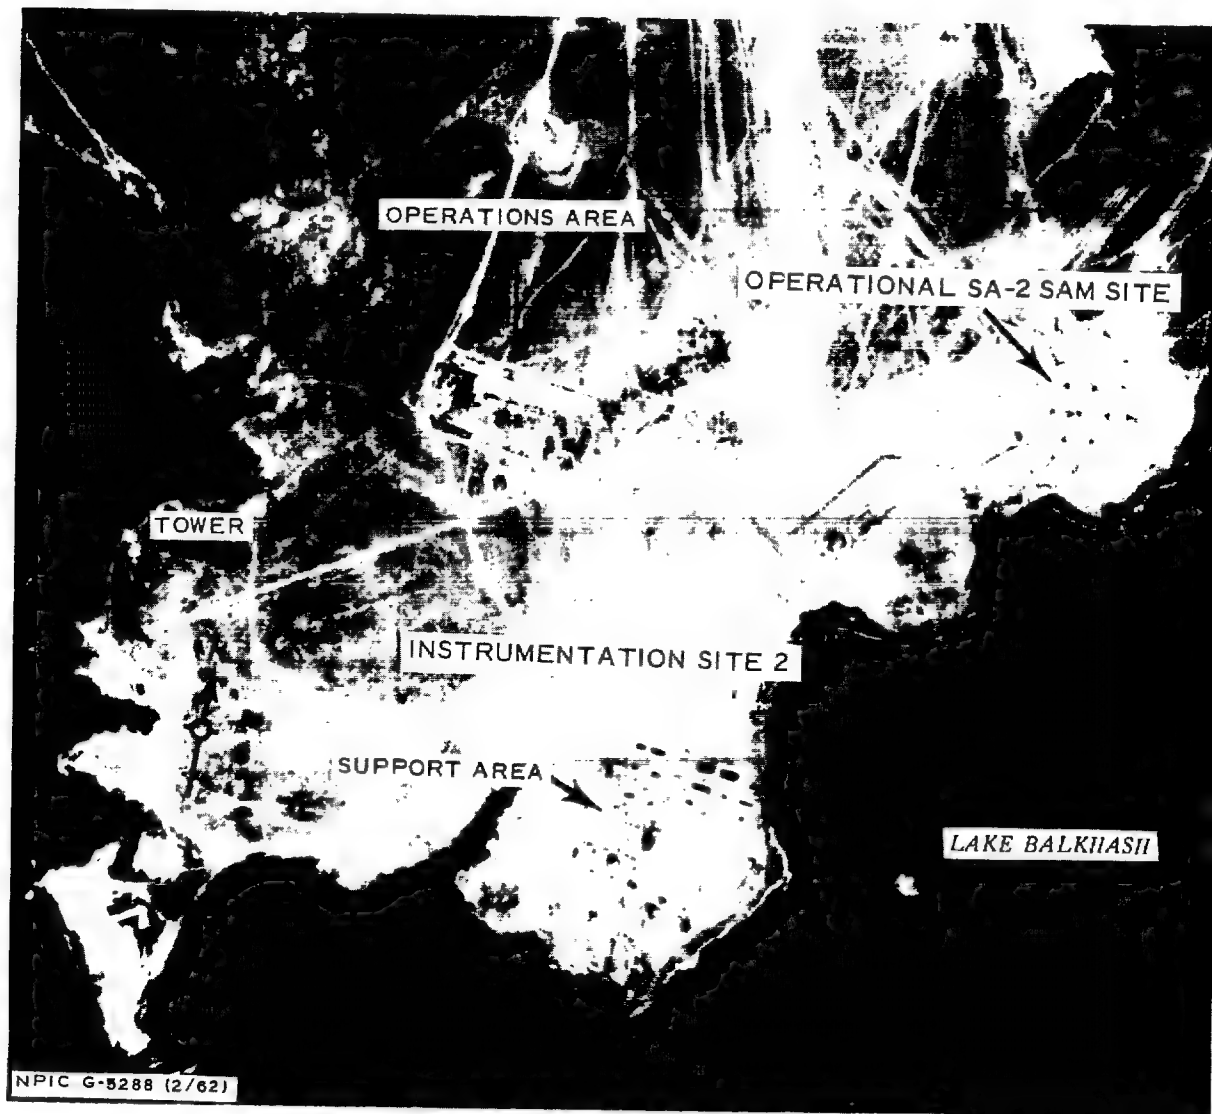 OPERATIONS AREA
OPERATIONAL SA-2 SAM SITE
TOWER
INSTRUMENTATION SITE 2
SUPPORT AREA
LAKE BALKHASH
NPIC G-5288 (2/62)